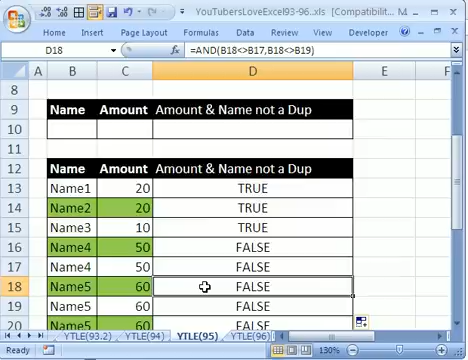 YouTubersLoveExcel93-96...xls [Compatibility...
Home Insert Page Layout Formulas Data Review View Developer
D18 =AND(B18<>B17,B18<>B19)
A B C D E F
8
9 Name Amount Amount & Name not a Dup
10
11
12 Name Amount Amount & Name not a Dup
13 Name1 20 TRUE
14 Name2 20 TRUE
15 Name3 10 TRUE
16 Name4 50 FALSE
17 Name4 50 FALSE
18 Name5 60 FALSE
19 Name5 60 FALSE
20 Name5 60 FALSE
YTLE(93.2) YTLE(94) YTLE(95) YTLE(96)
130%